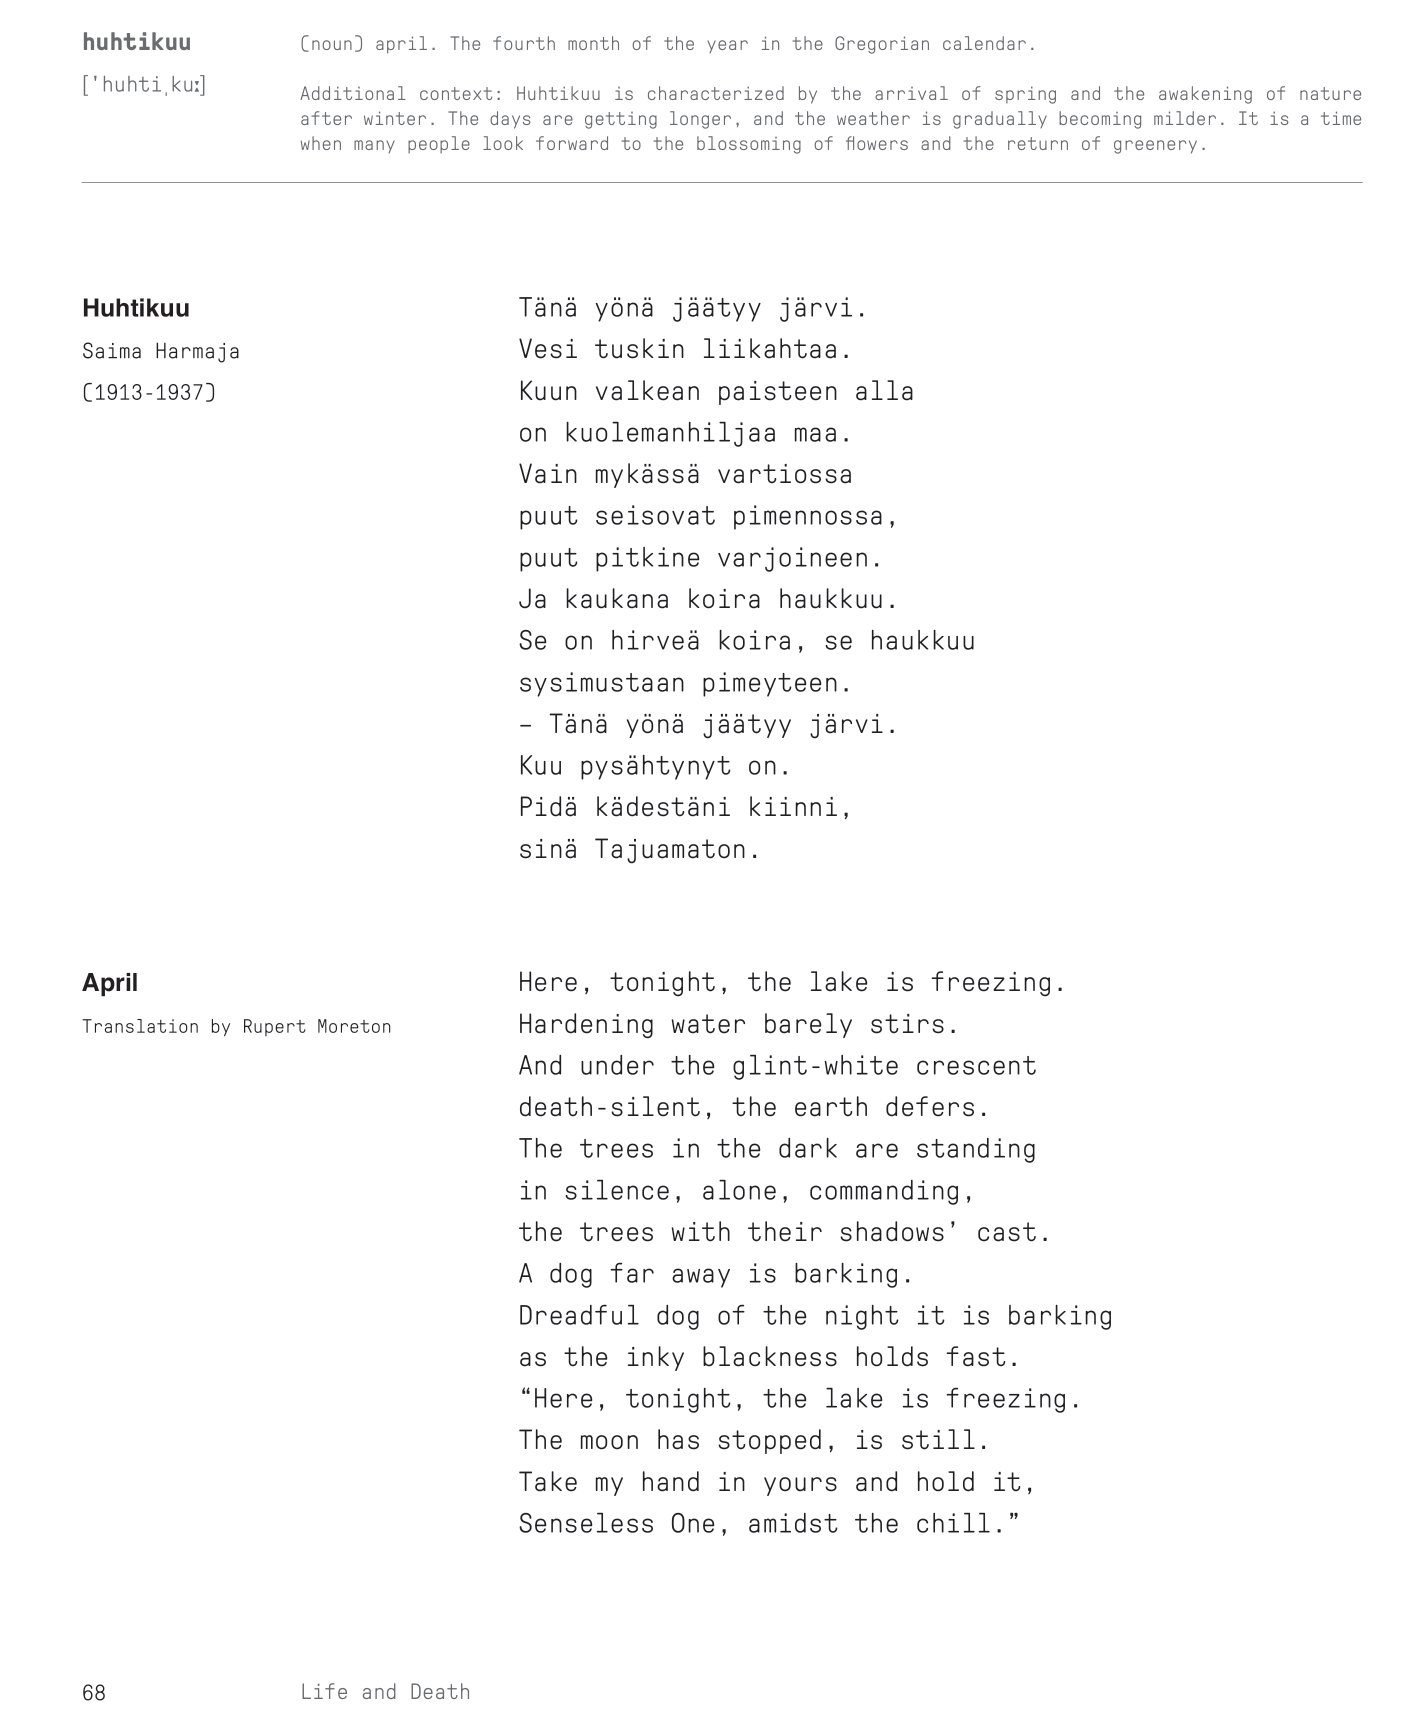 huhtikuu
(noun) april. The fourth month of the year in the Gregorian calendar.
[ˈhuhtiˌkuː]
Additional context: Huhtikuu is characterized by the arrival of spring and the awakening of nature
after winter. The days are getting longer, and the weather is gradually becoming milder. It is a time
when many people look forward to the blossoming of flowers and the return of greenery.
Huhtikuu
Saima Harmaja
(1913-1937)
Tänä yönä jäätyy järvi.
Vesi tuskin liikahtaa.
Kuun valkean paisteen alla
on kuolemanhiljaa maa.
Vain mykässä vartiossa
puut seisovat pimennossa,
puut pitkine varjoineen.
Ja kaukana koira haukkuu.
Se on hirveä koira, se haukkuu
sysimustaan pimeyteen.
– Tänä yönä jäätyy järvi.
Kuu pysähtynyt on.
Pidä kädestäni kiinni,
sinä Tajuamaton.
April
Translation by Rupert Moreton
Here, tonight, the lake is freezing.
Hardening water barely stirs.
And under the glint-white crescent
death-silent, the earth defers.
The trees in the dark are standing
in silence, alone, commanding,
the trees with their shadows’ cast.
A dog far away is barking.
Dreadful dog of the night it is barking
as the inky blackness holds fast.
“Here, tonight, the lake is freezing.
The moon has stopped, is still.
Take my hand in yours and hold it,
Senseless One, amidst the chill.”
68
Life and Death